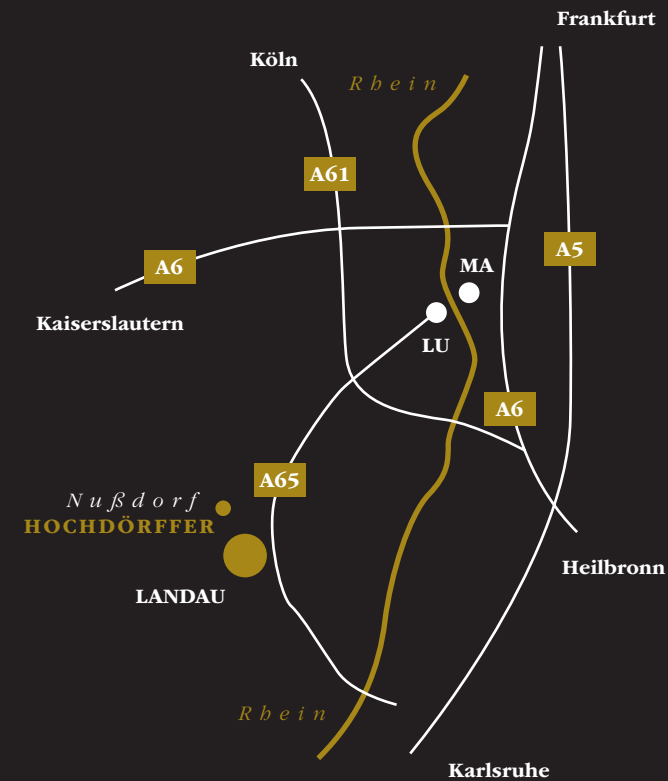 Frankfurt
Köln
Rhein
A61
A5
A6
MA
Kaiserslautern
LU
A6
A65
Nußdorf
HOCHDÖRFFER
Heilbronn
LANDAU
Rhein
Karlsruhe